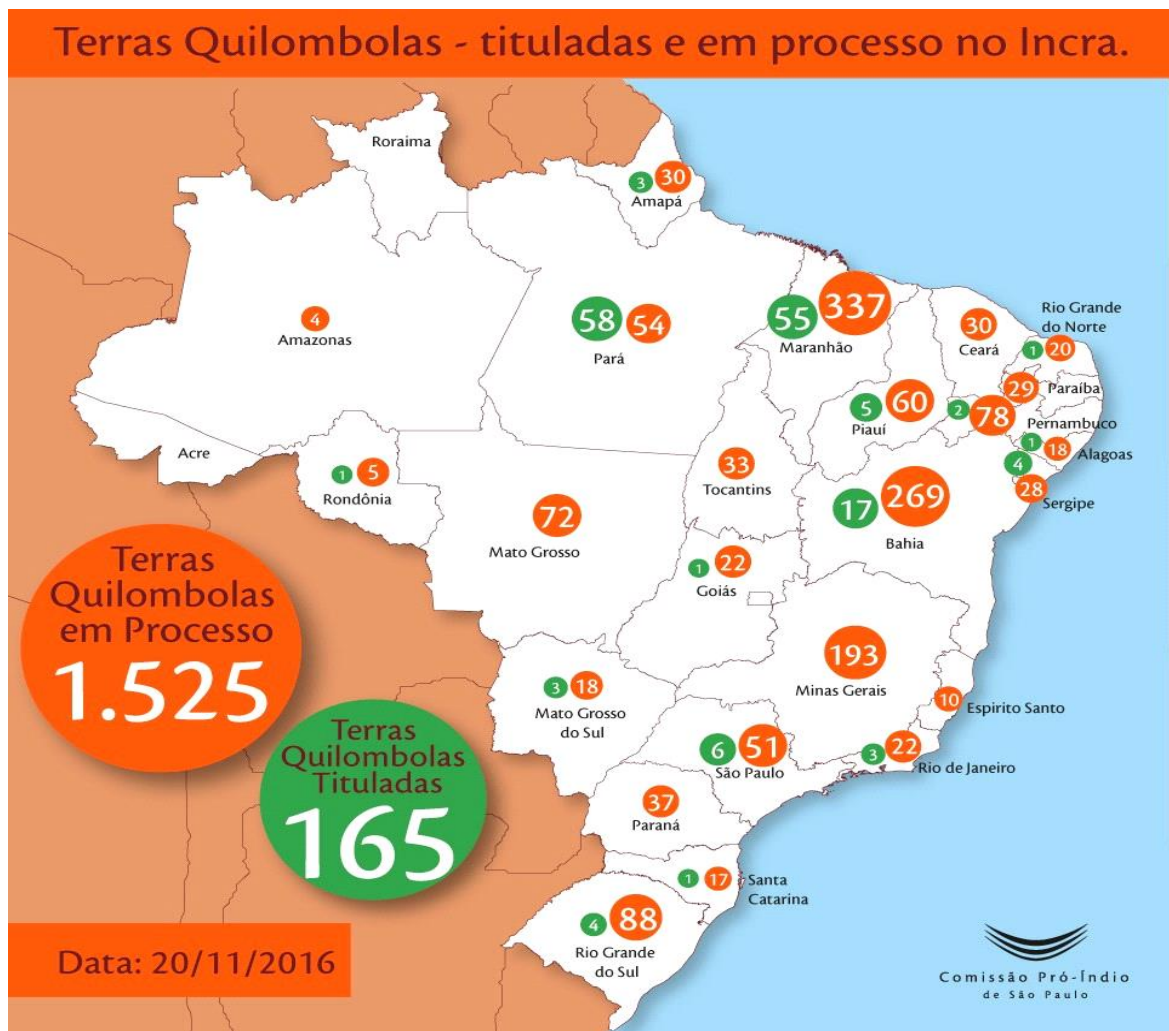 Terras Quilombolas - tituladas e em processo no Incra.
Roraima
3 30
Amapá
4
Amazonas
58 54
Pará
55 337
Maranhão
30
Ceará
Rio Grande
do Norte
1 20
29 Paraíba
5 60
Piauí
2 78
Pernambuco
1 18 Alagoas
4
28
Sergipe
Acre
1 5
Rondônia
33
Tocantins
72
Mato Grosso
17 269
Bahia
1 22
Goiás
193
Minas Gerais
10 Espirito Santo
3 18
Mato Grosso
do Sul
6 51
São Paulo
3 22
Rio de Janeiro
37
Paraná
1 17 Santa
Catarina
4 88
Rio Grande
do Sul
Terras
Quilombolas
em Processo
1.525
Terras
Quilombolas
Tituladas
165
Data: 20/11/2016
Comissão Pró-Índio
de São Paulo